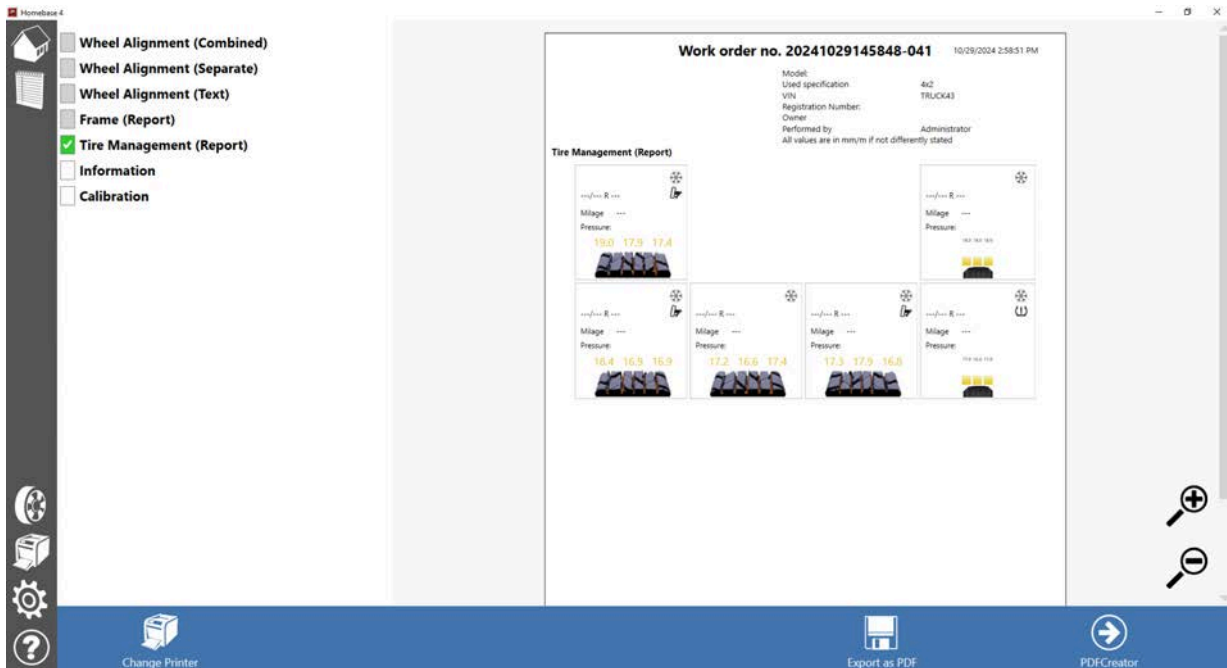 Homebase 4
Wheel Alignment (Combined)
Wheel Alignment (Separate)
Wheel Alignment (Text)
Frame (Report)
Tire Management (Report)
Information
Calibration
Work order no. 20241029145848-041
10/29/2024 2:58:51 PM
Model:
Used specification 4x2
VIN TRUCK43
Registration Number:
Owner
Performed by Administrator
All values are in mm/m if not differently stated
Tire Management (Report)
---/--- R --- ---/--- R ---
Milage --- Milage ---
Pressure: Pressure:
19.0 17.9 17.4
---/--- R --- ---/--- R --- ---/--- R --- ---/--- R ---
Milage --- Milage --- Milage --- Milage ---
Pressure: Pressure: Pressure: Pressure:
16.4 16.9 16.9 17.2 16.6 17.4 17.3 17.9 16.8
Change Printer
Export as PDF
PDFCreator